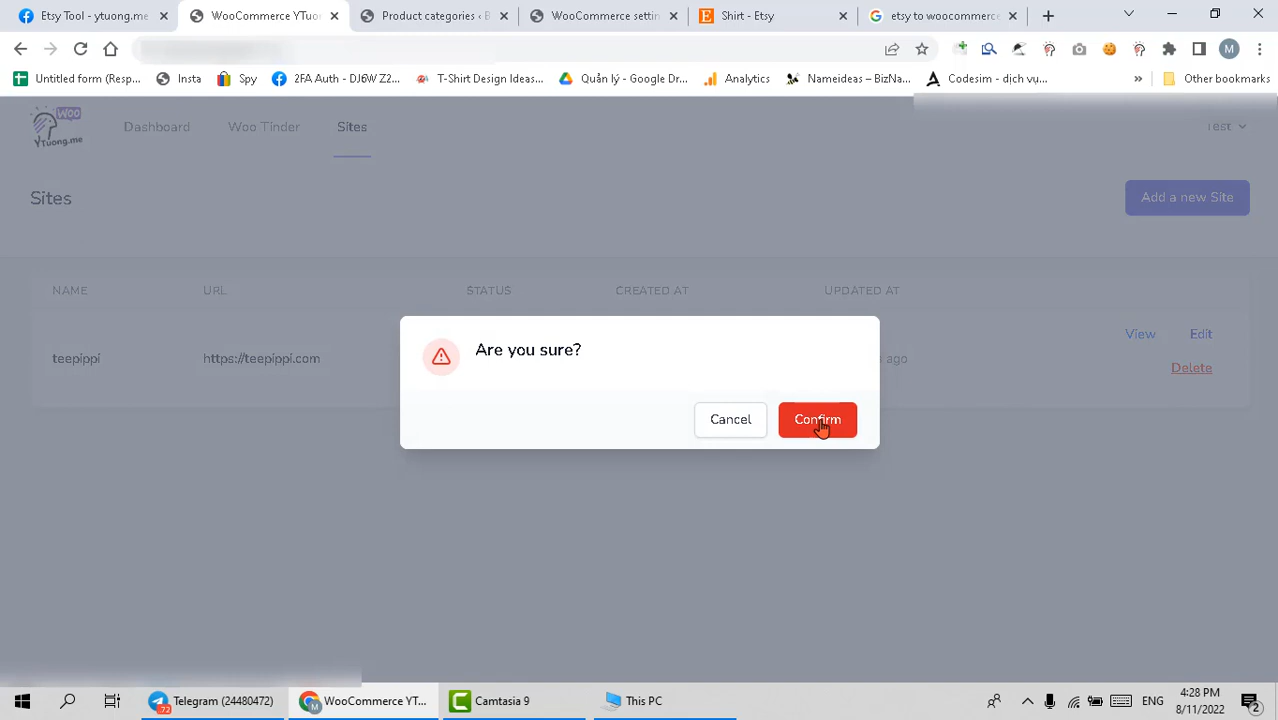 Etsy Tool - ytuong.me
WooCommerce YTuon
Product categories ‹ B
WooCommerce settin
Shirt - Etsy
etsy to woocommerce
Untitled form (Resp...
Insta
Spy
2FA Auth - DJ6W Z2...
T-Shirt Design Ideas...
Quản lý - Google Dr...
Analytics
Nameideas – BizNa...
Codesim - dịch vụ...
»
Other bookmarks
M
WOO
YTuong.me
Dashboard
Woo Tinder
Sites
Test
Sites
Add a new Site
NAME
URL
STATUS
CREATED AT
UPDATED AT
teepippi
https://teepippi.com
ago
View
Edit
Delete
Are you sure?
Cancel
Confirm
Telegram (24480472)
72
M
WooCommerce YT...
Camtasia 9
This PC
ENG
4:28 PM
8/11/2022
2